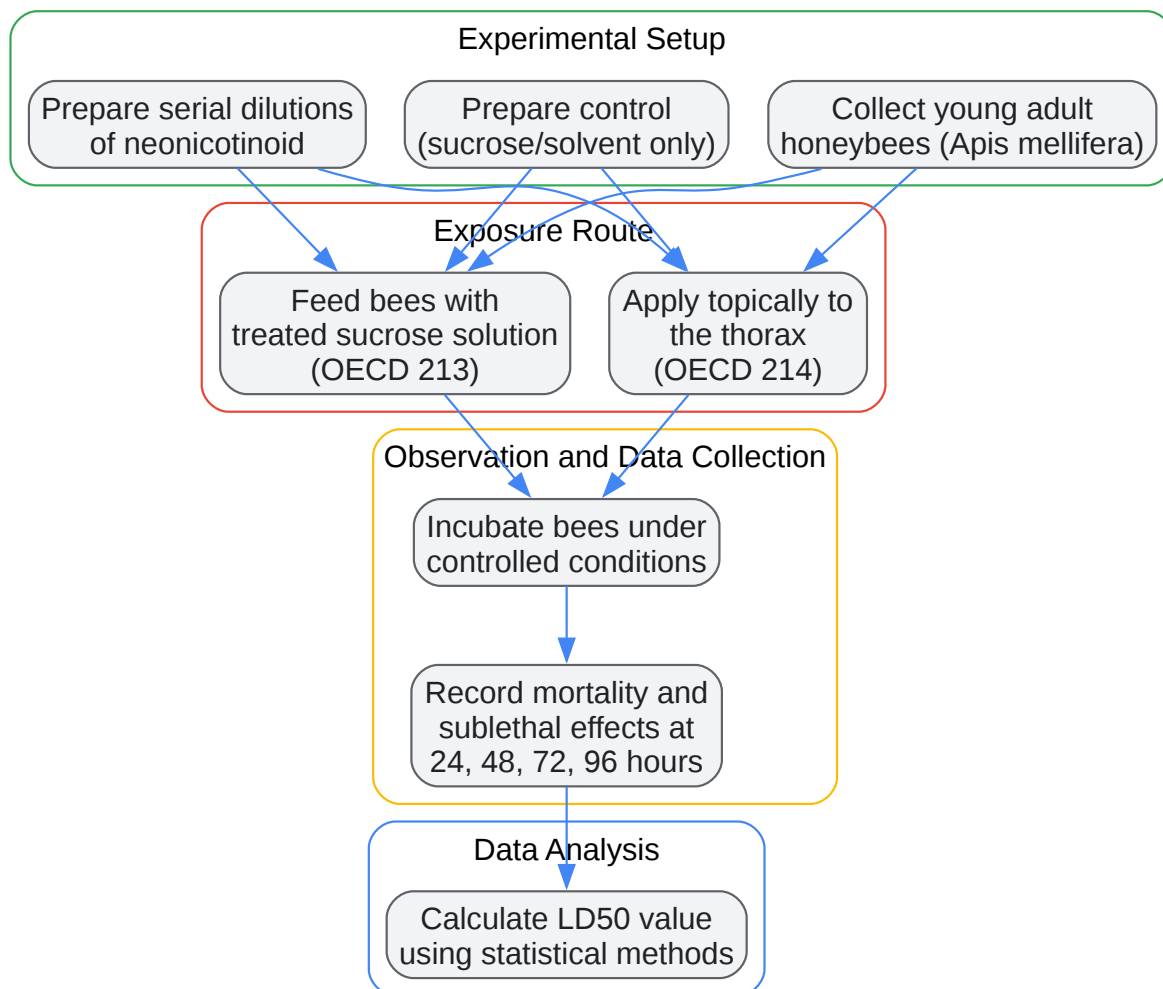 Experimental Setup
Prepare serial dilutions
of neonicotinoid
Prepare control
(sucrose/solvent only)
Collect young adult
honeybees (Apis mellifera)
Exposure Route
Feed bees with
treated sucrose solution
(OECD 213)
Apply topically to
the thorax
(OECD 214)
Observation and Data Collection
Incubate bees under
controlled conditions
Record mortality and
sublethal effects at
24, 48, 72, 96 hours
Data Analysis
Calculate LD50 value
using statistical methods